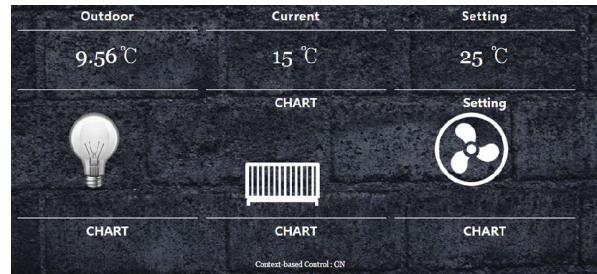 Outdoor Current Setting
9.56℃ 15 ℃ 25 ℃
CHART Setting
CHART CHART CHART
Context-based Control : ON